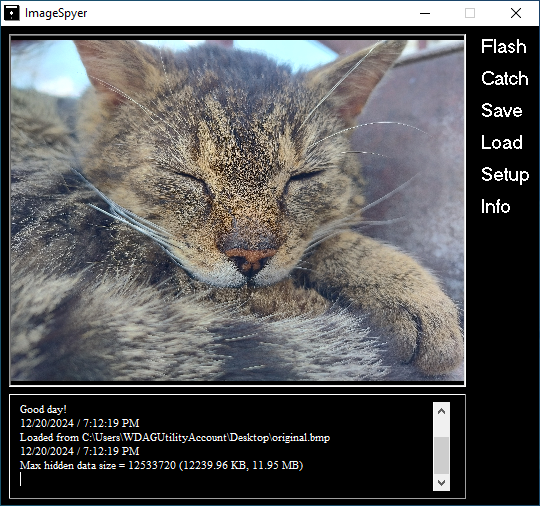 ImageSpyer
Flash
Catch
Save
Load
Setup
Info
Good day!
12/20/2024 / 7:12:19 PM
Loaded from C:\Users\WDAGUtilityAccount\Desktop\original.bmp
12/20/2024 / 7:12:19 PM
Max hidden data size = 12533720 (12239.96 KB, 11.95 MB)